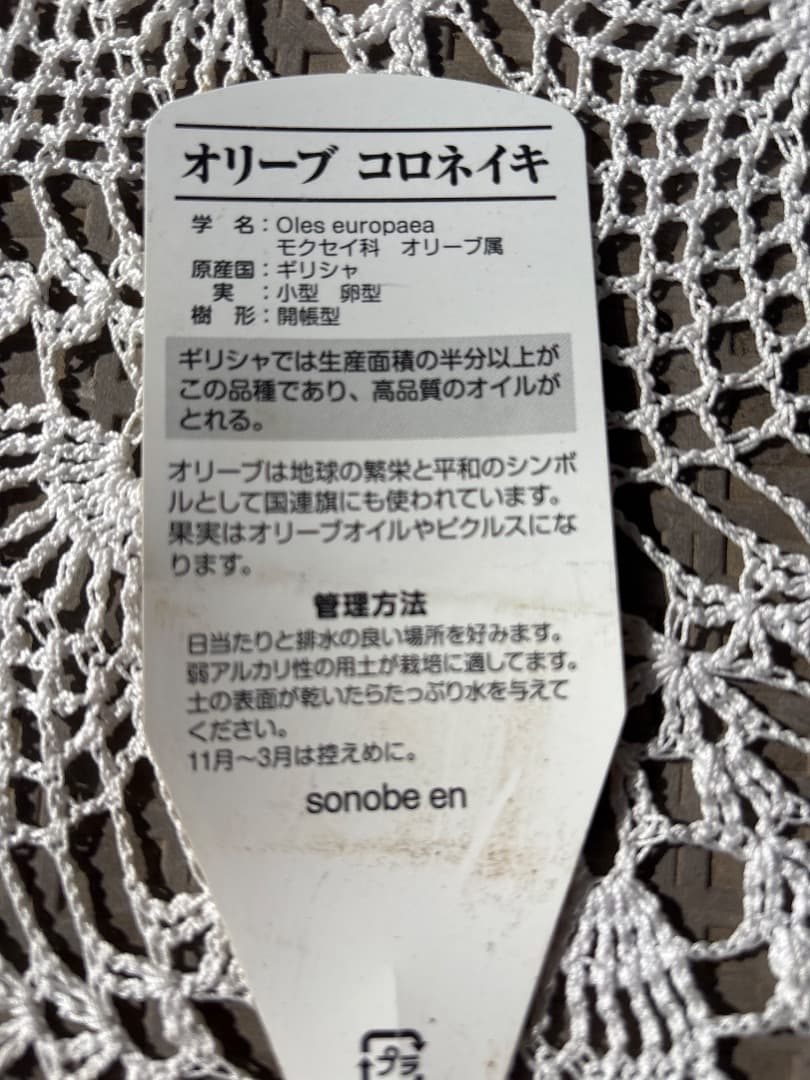 オリーブ コロネイキ
学 名：Oles europaea
モクセイ科 オリーブ属
原産国：ギリシャ
実 ：小型 卵型
樹 形：開帳型
ギリシャでは生産面積の半分以上が
この品種であり、高品質のオイルが
とれる。
オリーブは地球の繁栄と平和のシンボ
ルとして国連旗にも使われています。
果実はオリーブオイルやピクルスにな
ります。
管理方法
日当たりと排水の良い場所を好みます。
弱アルカリ性の用土が栽培に適してます。
土の表面が乾いたらたっぷり水を与えて
ください。
11月～3月は控えめに。
sonobe en
プラ